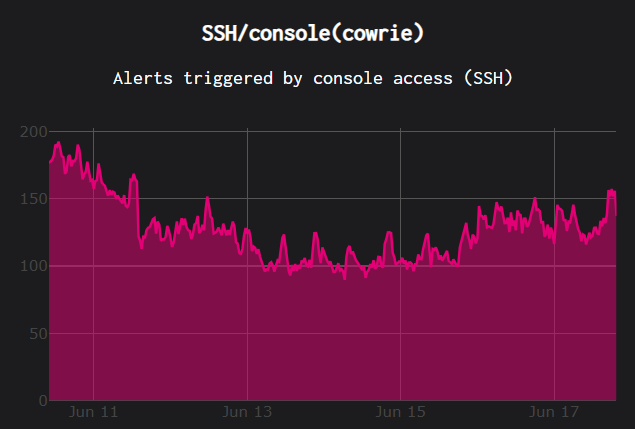 SSH/console(cowrie)
Alerts triggered by console access (SSH)
200
150
100
50
0
Jun 11 Jun 13 Jun 15 Jun 17